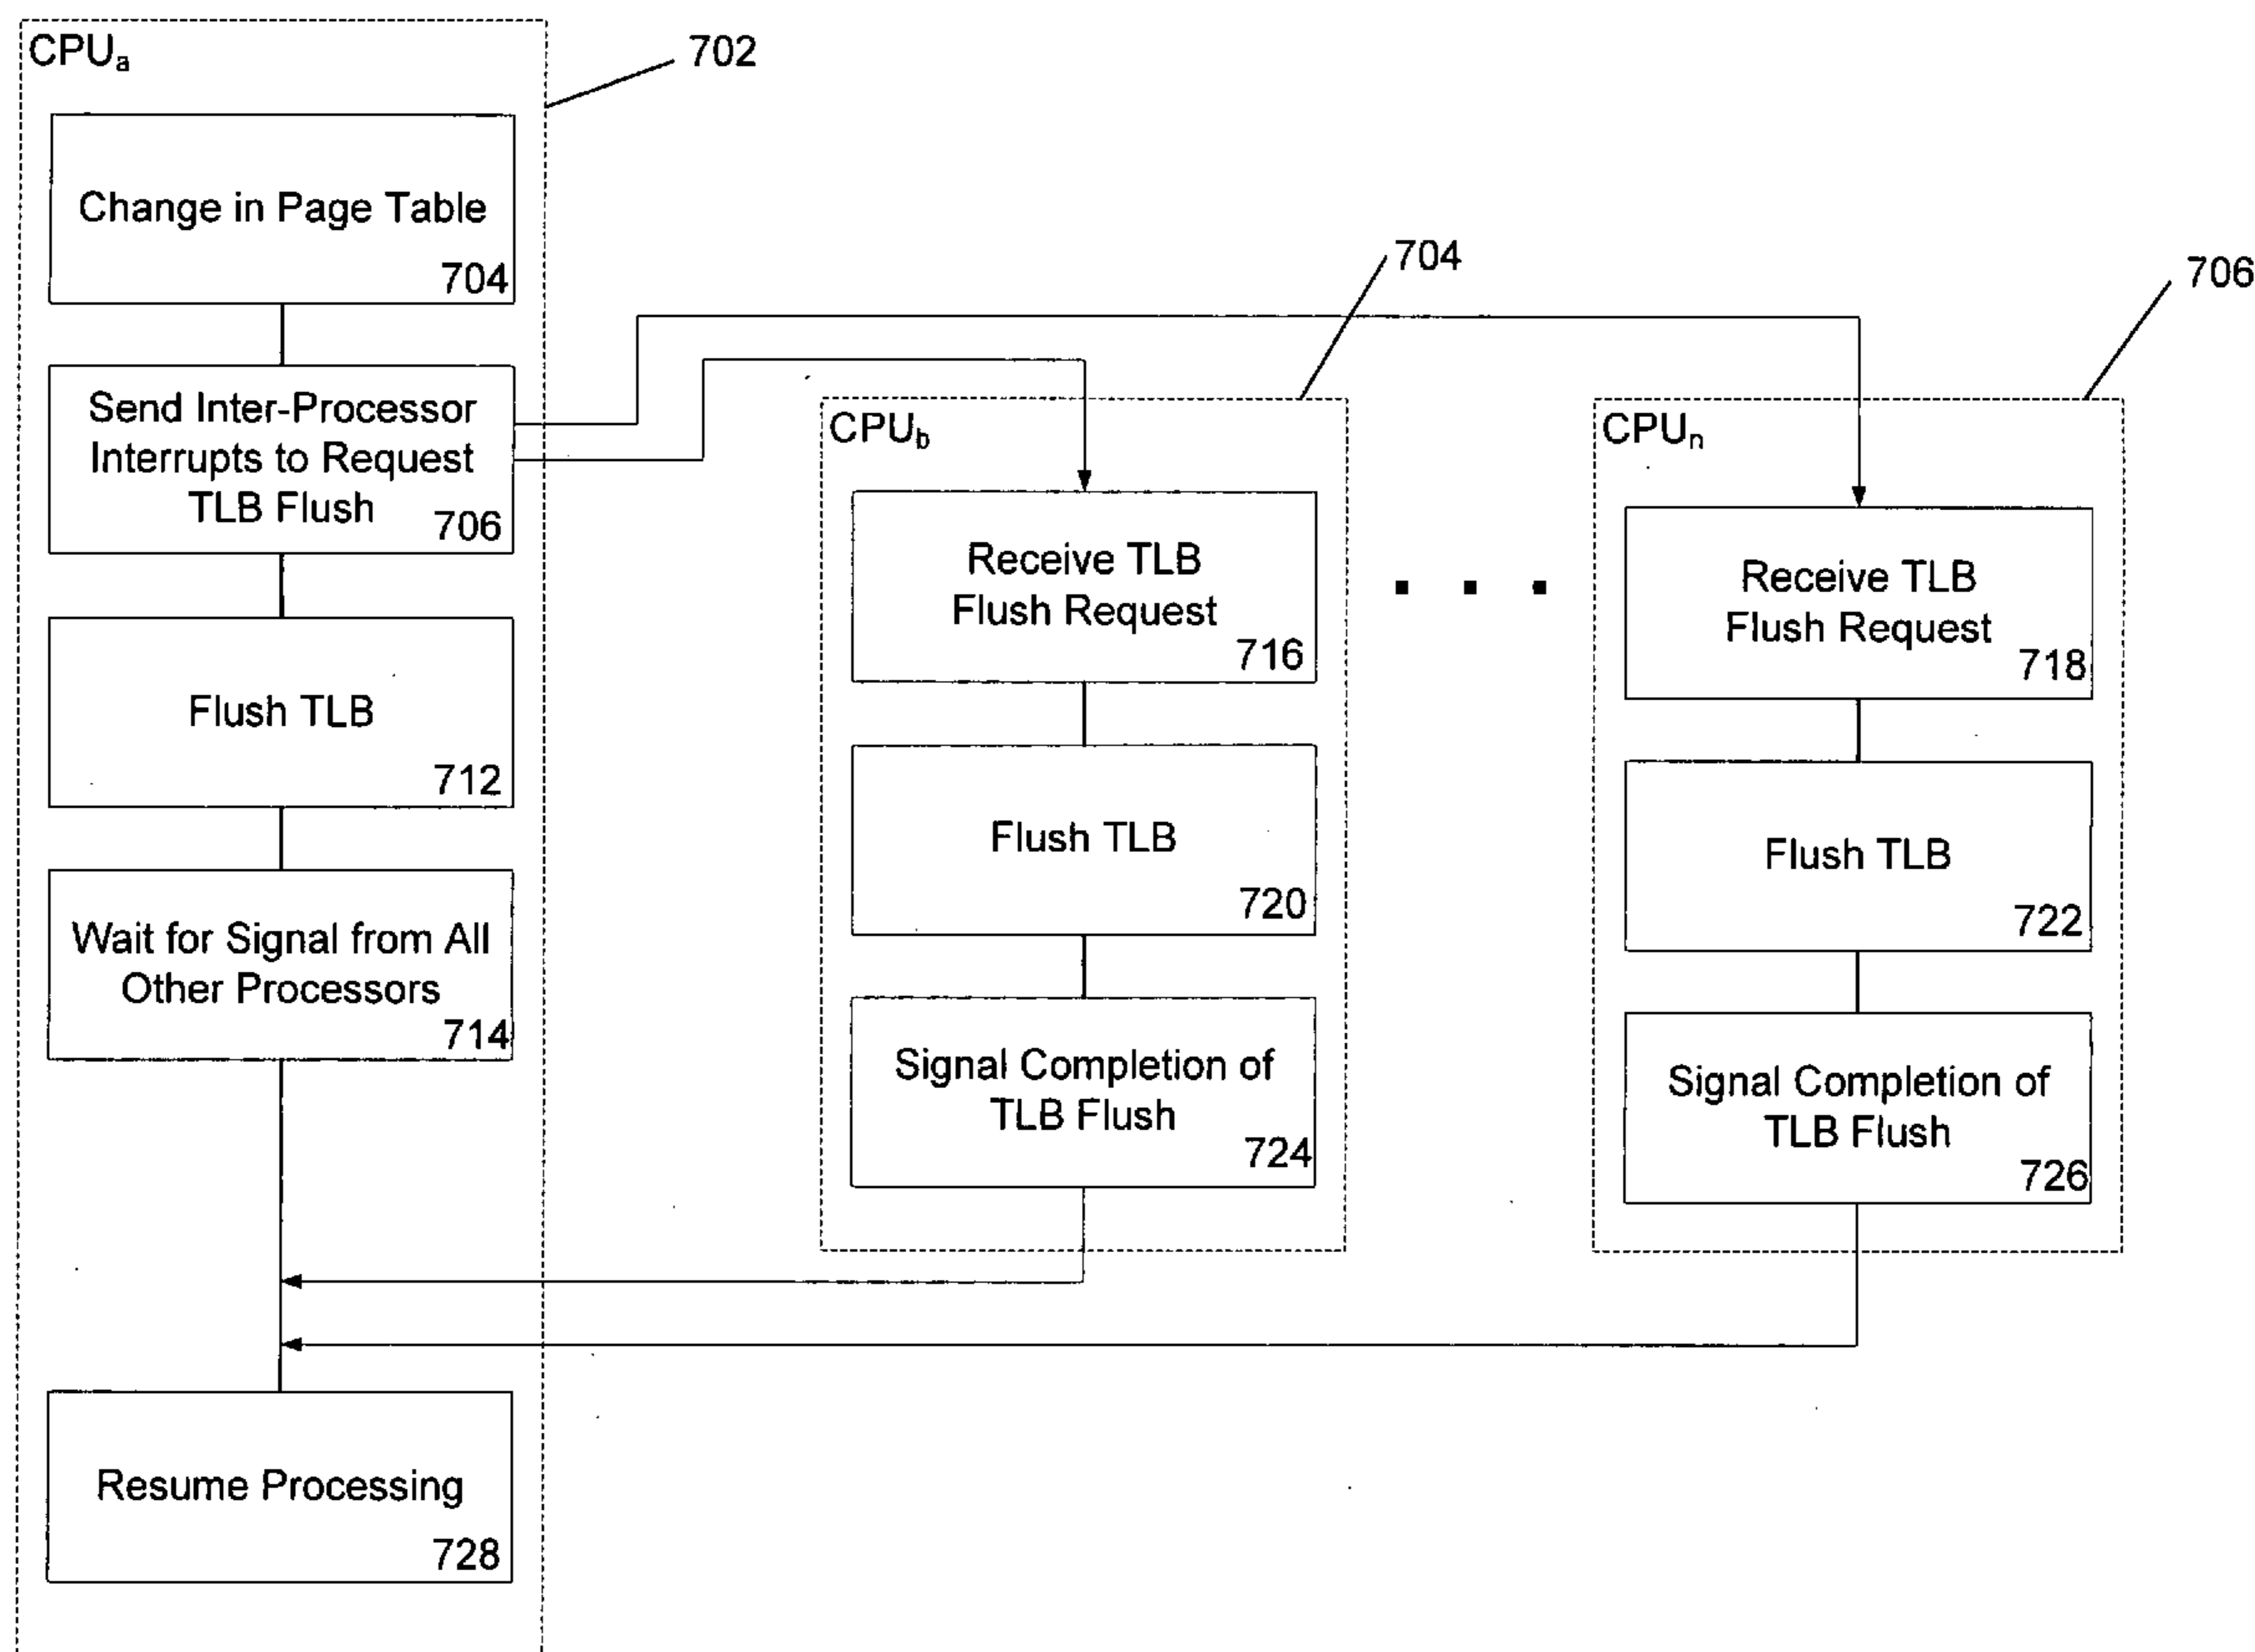 CPUa
702
Change in Page Table
704
Send Inter-Processor
Interrupts to Request
TLB Flush
706
Flush TLB
712
Wait for Signal from All
Other Processors
714
Resume Processing
728
704
CPUb
Receive TLB
Flush Request
716
Flush TLB
720
Signal Completion of
TLB Flush
724
706
CPUn
Receive TLB
Flush Request
718
Flush TLB
722
Signal Completion of
TLB Flush
726